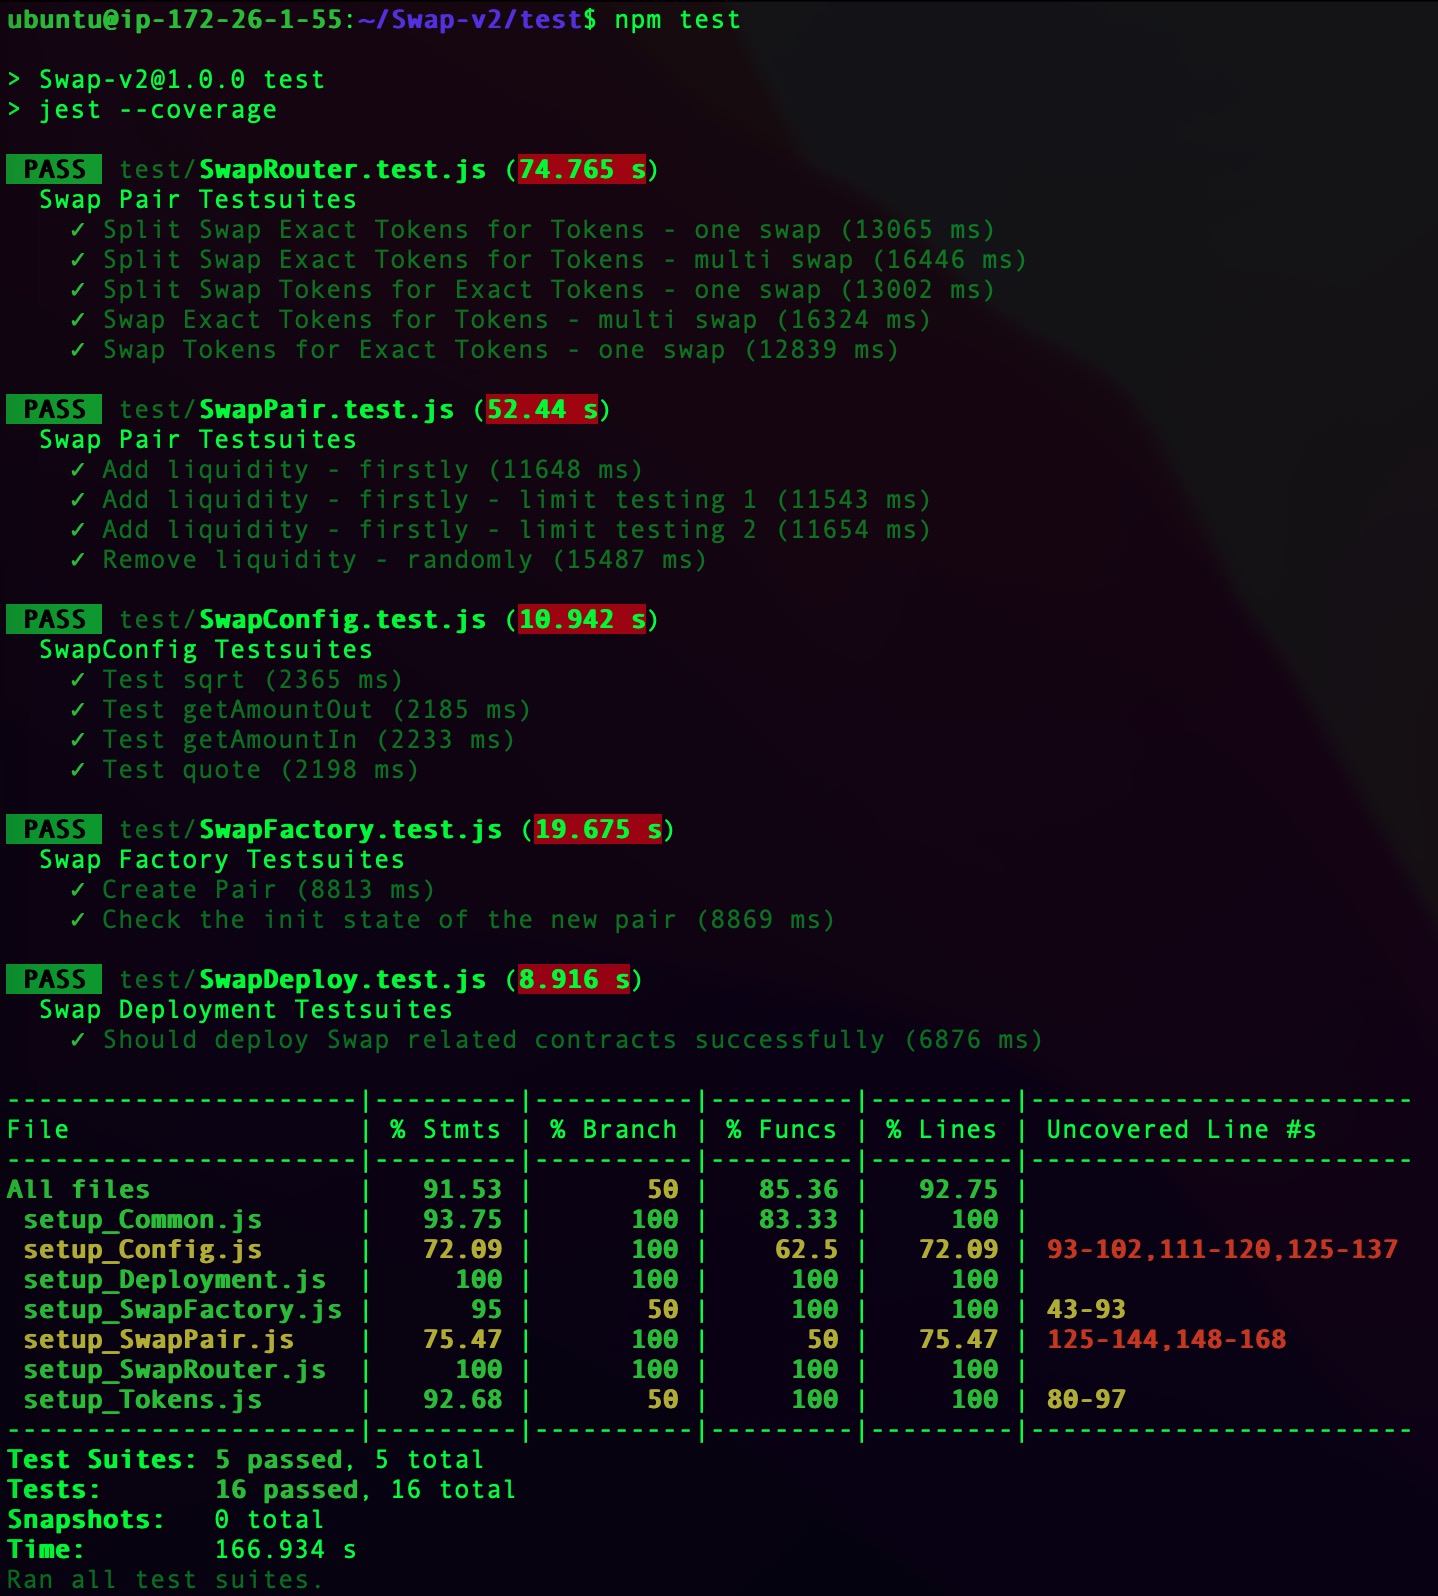 ubuntu@ip-172-26-1-55:~/Swap-v2/test$ npm test
> Swap-v2@1.0.0 test
> jest --coverage
PASS test/SwapRouter.test.js (74.765 s)
Swap Pair Testsuites
✓ Split Swap Exact Tokens for Tokens - one swap (13065 ms)
✓ Split Swap Exact Tokens for Tokens - multi swap (16446 ms)
✓ Split Swap Tokens for Exact Tokens - one swap (13002 ms)
✓ Swap Exact Tokens for Tokens - multi swap (16324 ms)
✓ Swap Tokens for Exact Tokens - one swap (12839 ms)
PASS test/SwapPair.test.js (52.44 s)
Swap Pair Testsuites
✓ Add liquidity - firstly (11648 ms)
✓ Add liquidity - firstly - limit testing 1 (11543 ms)
✓ Add liquidity - firstly - limit testing 2 (11654 ms)
✓ Remove liquidity - randomly (15487 ms)
PASS test/SwapConfig.test.js (10.942 s)
SwapConfig Testsuites
✓ Test sqrt (2365 ms)
✓ Test getAmountOut (2185 ms)
✓ Test getAmountIn (2233 ms)
✓ Test quote (2198 ms)
PASS test/SwapFactory.test.js (19.675 s)
Swap Factory Testsuites
✓ Create Pair (8813 ms)
✓ Check the init state of the new pair (8869 ms)
PASS test/SwapDeploy.test.js (8.916 s)
Swap Deployment Testsuites
✓ Should deploy Swap related contracts successfully (6876 ms)
----------------------|---------|----------|---------|---------|------------------------
File                  | % Stmts | % Branch | % Funcs | % Lines | Uncovered Line #s
----------------------|---------|----------|---------|---------|------------------------
All files             |   91.53 |       50 |   85.36 |   92.75 |
setup_Common.js      |   93.75 |      100 |   83.33 |     100 |
setup_Config.js      |   72.09 |      100 |    62.5 |   72.09 | 93-102,111-120,125-137
setup_Deployment.js  |     100 |      100 |     100 |     100 |
setup_SwapFactory.js |      95 |       50 |     100 |     100 | 43-93
setup_SwapPair.js    |   75.47 |      100 |      50 |   75.47 | 125-144,148-168
setup_SwapRouter.js  |     100 |      100 |     100 |     100 |
setup_Tokens.js      |   92.68 |       50 |     100 |     100 | 80-97
----------------------|---------|----------|---------|---------|------------------------
Test Suites: 5 passed, 5 total
Tests:       16 passed, 16 total
Snapshots:   0 total
Time:        166.934 s
Ran all test suites.